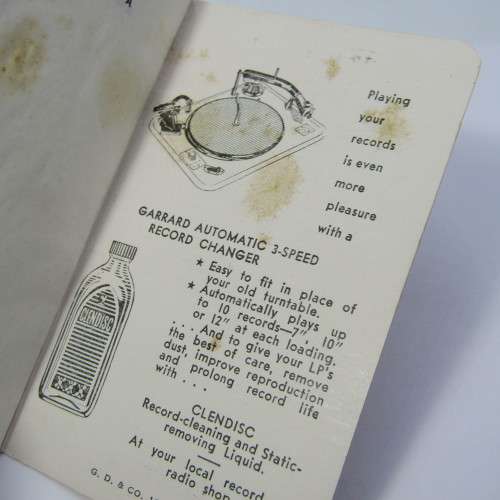 Playing
your
records
is even
more
pleasure
with a
GARRARD AUTOMATIC 3-SPEED
RECORD CHANGER
★ Easy to fit in place of
your old turntable.
★ Automatically plays up
to 10 records—7", 10"
or 12" at each loading.
. . . And to give your LP's
the best of care, remove
dust, improve reproduction
and prolong record life
with . . .
CLENDISC
CLENDISC
Record-cleaning and Static-
removing Liquid.
At your local record
radio shop
G. D. & CO.